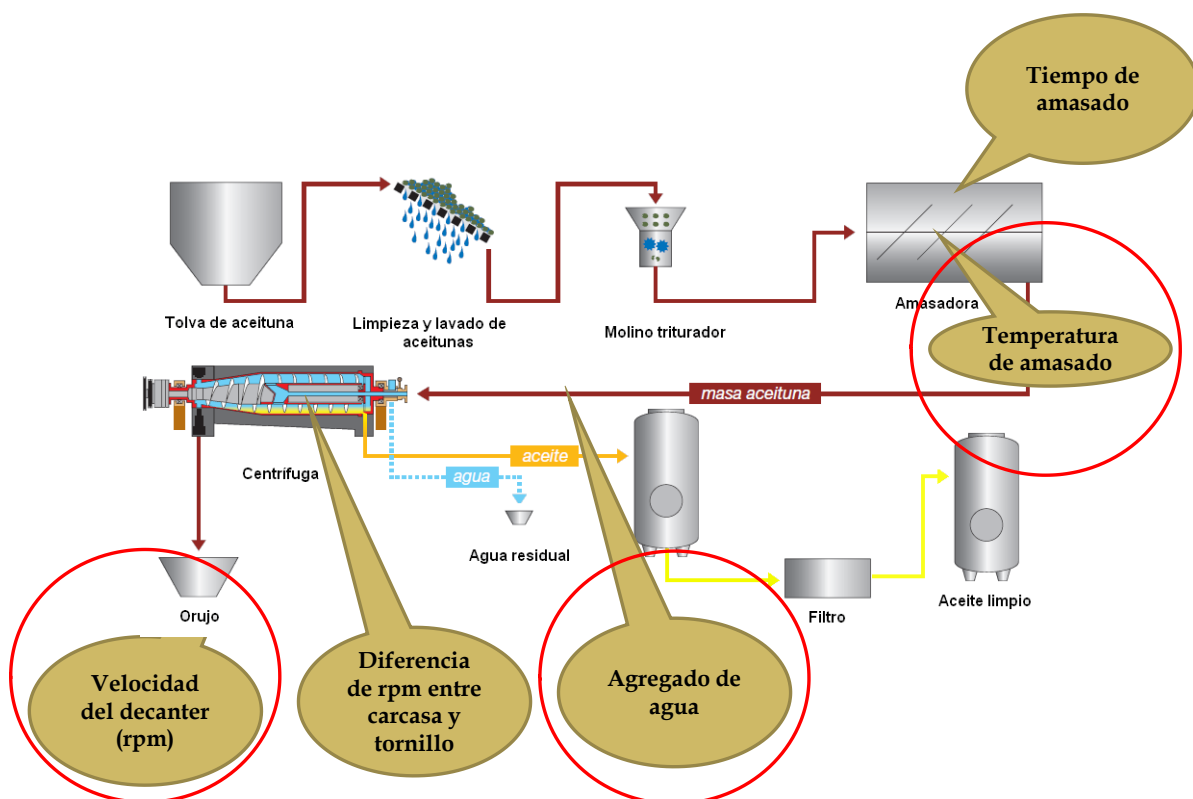 Tiempo de
amasado
Tolva de aceituna
Limpieza y lavado de
aceitunas
Molino triturador
Amasadora
Temperatura
de amasado
masa aceituna
Centrífuga
aceite
agua
Agua residual
Orujo
Filtro
Aceite limpio
Velocidad
del decanter
(rpm)
Diferencia
de rpm entre
carcasa y
tornillo
Agregado de
agua